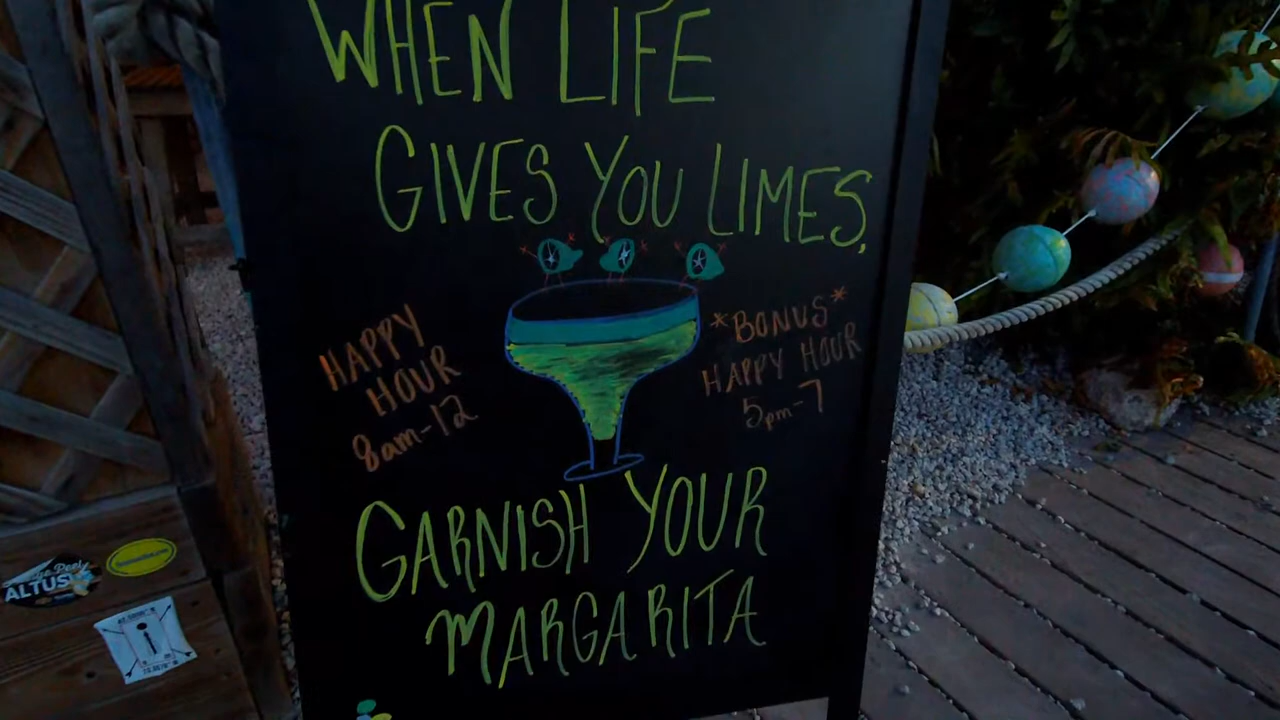 WHEN LIFE
GIVES YOU LIMES,
HAPPY
HOUR
8am-12
*BONUS*
HAPPY HOUR
5pm-7
GARNISH YOUR
MARGARITA
ALTUS